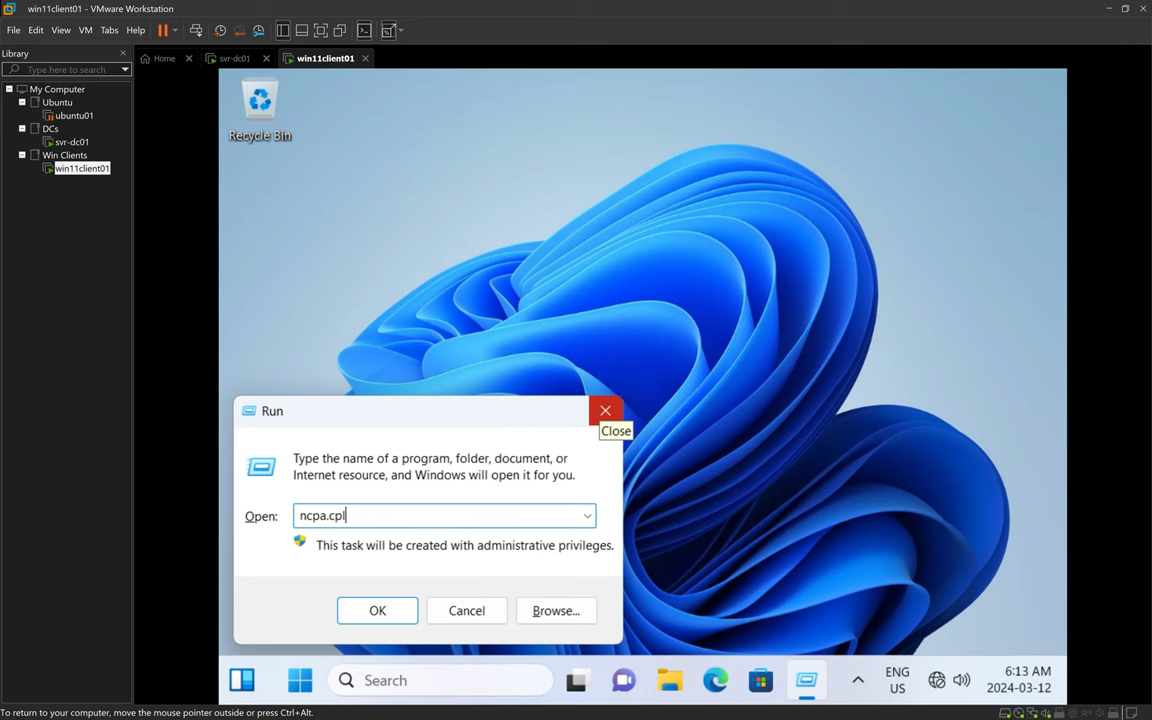 win11client01 - VMware Workstation
File Edit View VM Tabs Help
Library
Type here to search
My Computer
Ubuntu
ubuntu01
DCs
svr-dc01
Win Clients
win11client01
Home
svr-dc01
win11client01
Recycle Bin
Run
Close
Type the name of a program, folder, document, or
Internet resource, and Windows will open it for you.
Open: ncpa.cpl
This task will be created with administrative privileges.
OK Cancel Browse...
Search
ENG
US
6:13 AM
2024-03-12
To return to your computer, move the mouse pointer outside or press Ctrl+Alt.